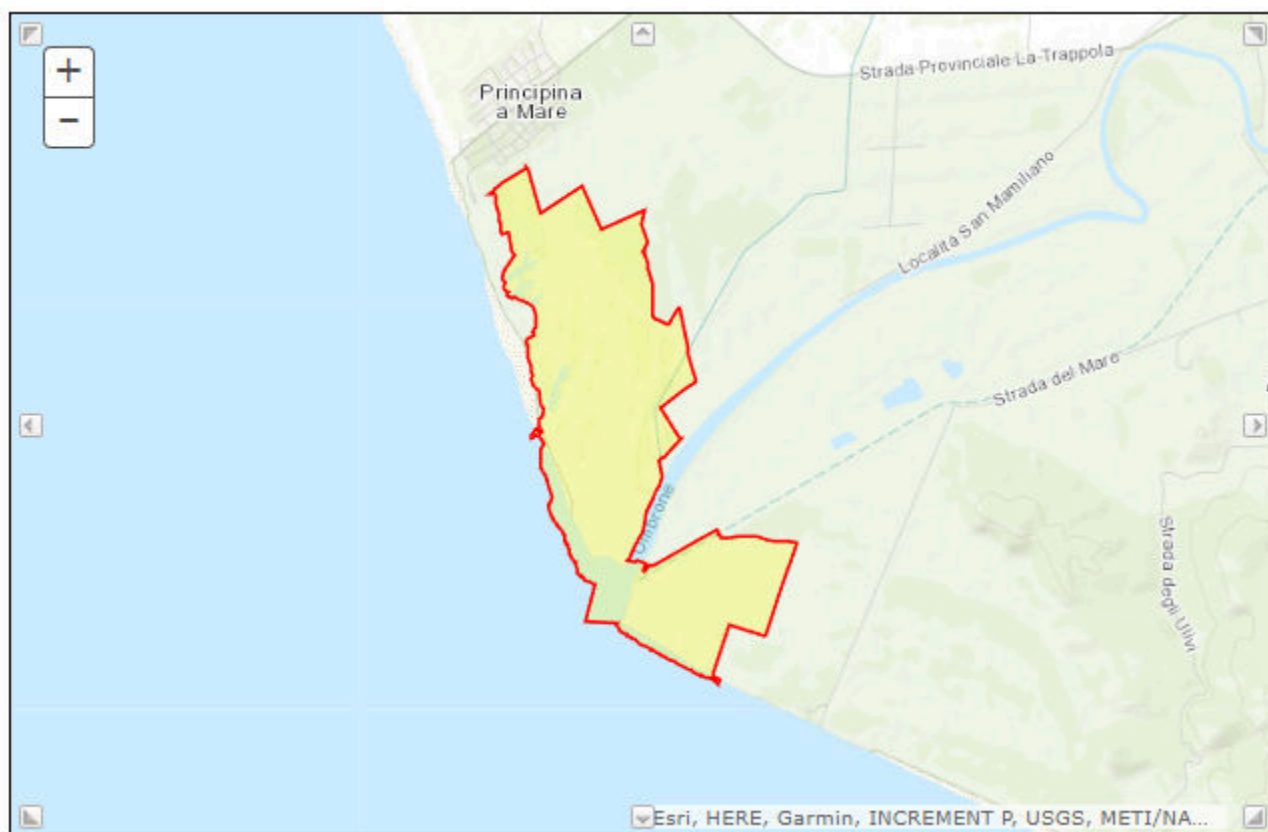 +
−
Principina
a Mare
Strada Provinciale La Trappola
Località San Mamiliano
Strada del Mare
Ombrone
Strada degli Ulivi
Esri, HERE, Garmin, INCREMENT P, USGS, METI/NA...